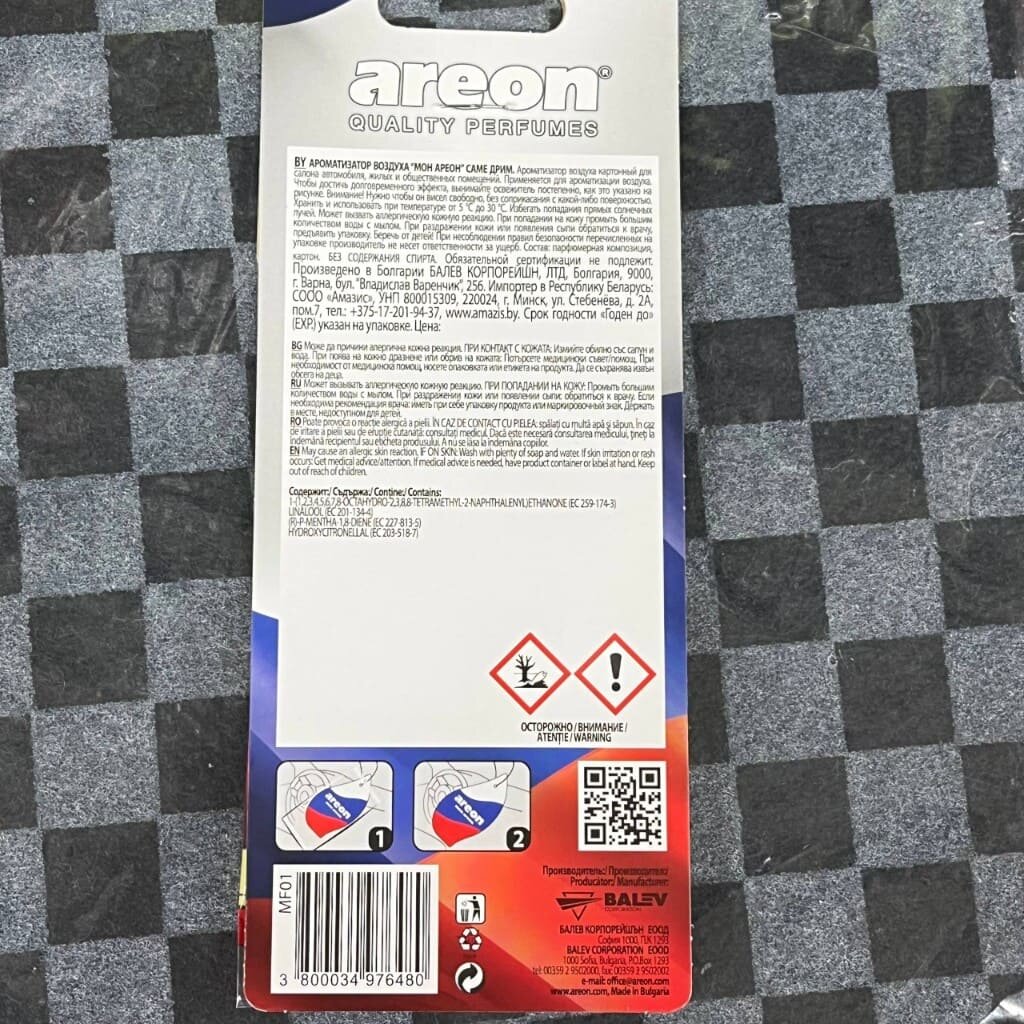 areon®
QUALITY PERFUMES
BY АРОМАТИЗАТОР ВОЗДУХА "МОН АРЕОН" САМЕ ДРИМ. Ароматизатор воздуха картонный для
салона автомобиля, жилых и общественных помещений. Применяется для ароматизации воздуха.
Чтобы достичь долговременного эффекта, вынимайте освежитель постепенно, как это указано на
рисунке. Внимание! Нужно чтобы он висел свободно, без соприкасания с какой-либо поверхностью.
Хранить и использовать при температуре от 5 °C до 30 °C. Избегать попадания прямых солнечных
лучей. Может вызвать аллергическую кожную реакцию. При попадании на кожу промыть большим
количеством воды с мылом. При раздражении кожи или появления сыпи обратиться к врачу,
предъявить упаковку. Беречь от детей! При несоблюдении правил безопасности перечисленных на
упаковке производитель не несет ответственности за ущерб. Состав: парфюмерная композиция,
картон. БЕЗ СОДЕРЖАНИЯ СПИРТА. Обязательной сертификации не подлежит.
Произведено в Болгарии БАЛЕВ КОРПОРЕЙШН, ЛТД, Болгария, 9000,
г. Варна, бул. "Владислав Варенчик", 256. Импортер в Республику Беларусь:
СООО «Амазис», УНП 800015309, 220024, г. Минск, ул. Стебенёва, д. 2А,
пом.7, тел.: +375-17-201-94-37, www.amazis.by. Срок годности «Годен до»
(EXP.) указан на упаковке. Цена:
BG Може да причини алергична кожна реакция. ПРИ КОНТАКТ С КОЖАТА: Измийте обилно със сапун и
вода. При поява на кожно дразнене или обрив на кожата: Потърсете медицински съвет/помощ. При
необходимост от медицинска помощ, носете опаковката или етикета на продукта. Да се съхранява извън
обсега на деца.
RU Может вызывать аллергическую кожную реакцию. ПРИ ПОПАДАНИИ НА КОЖУ: Промыть большим
количеством воды с мылом. При раздражении кожи или появлении сыпи: обратиться к врачу. Если
необходима рекомендация врача: иметь при себе упаковку продукта или маркировочный знак. Держать
в месте, недоступном для детей.
RO Poate provoca o reacție alergică a pielii. ÎN CAZ DE CONTACT CU PIELEA: spălați cu multă apă și săpun. În caz
de iritare a pielii sau de erupție cutanată: consultați medicul. Dacă este necesară consultarea medicului, țineți la
îndemână recipientul sau eticheta produsului. A nu se lăsa la îndemâna copiilor.
EN May cause an allergic skin reaction. IF ON SKIN: Wash with plenty of soap and water. If skin irritation or rash
occurs: Get medical advice/attention. If medical advice is needed, have product container or label at hand. Keep
out of reach of children.
Содержит:/ Съдържа:/ Contine:/ Contains:
1-(1,2,3,4,5,6,7,8-OCTAHYDRO-2,3,8,8-TETRAMETHYL-2-NAPHTHALENYL)ETHANONE (EC 259-174-3)
LINALOOL (EC 201-134-4)
(R)-P-MENTHA-1,8-DIENE (EC 227-813-5)
HYDROXYCITRONELLAL (EC 203-518-7)
ОСТОРОЖНО / ВНИМАНИЕ /
ATENȚIE / WARNING
areon
1
areon
2
Производитель:/ Производител:/
Producător:/ Manufacturer:
BALEV
CORPORATION
БАЛЕВ КОРПОРЕЙШЪН ЕООД
София 1000, П.К 1293
BALEV CORPORATION EOOD
1000 Sofia, Bulgaria, P.O.Box 1293
tel: 00359 2 9502000, fax: 00359 2 9502002
e-mail: office@areon.com
www.areon.com, Made in Bulgaria
MF01
3 800034 976480